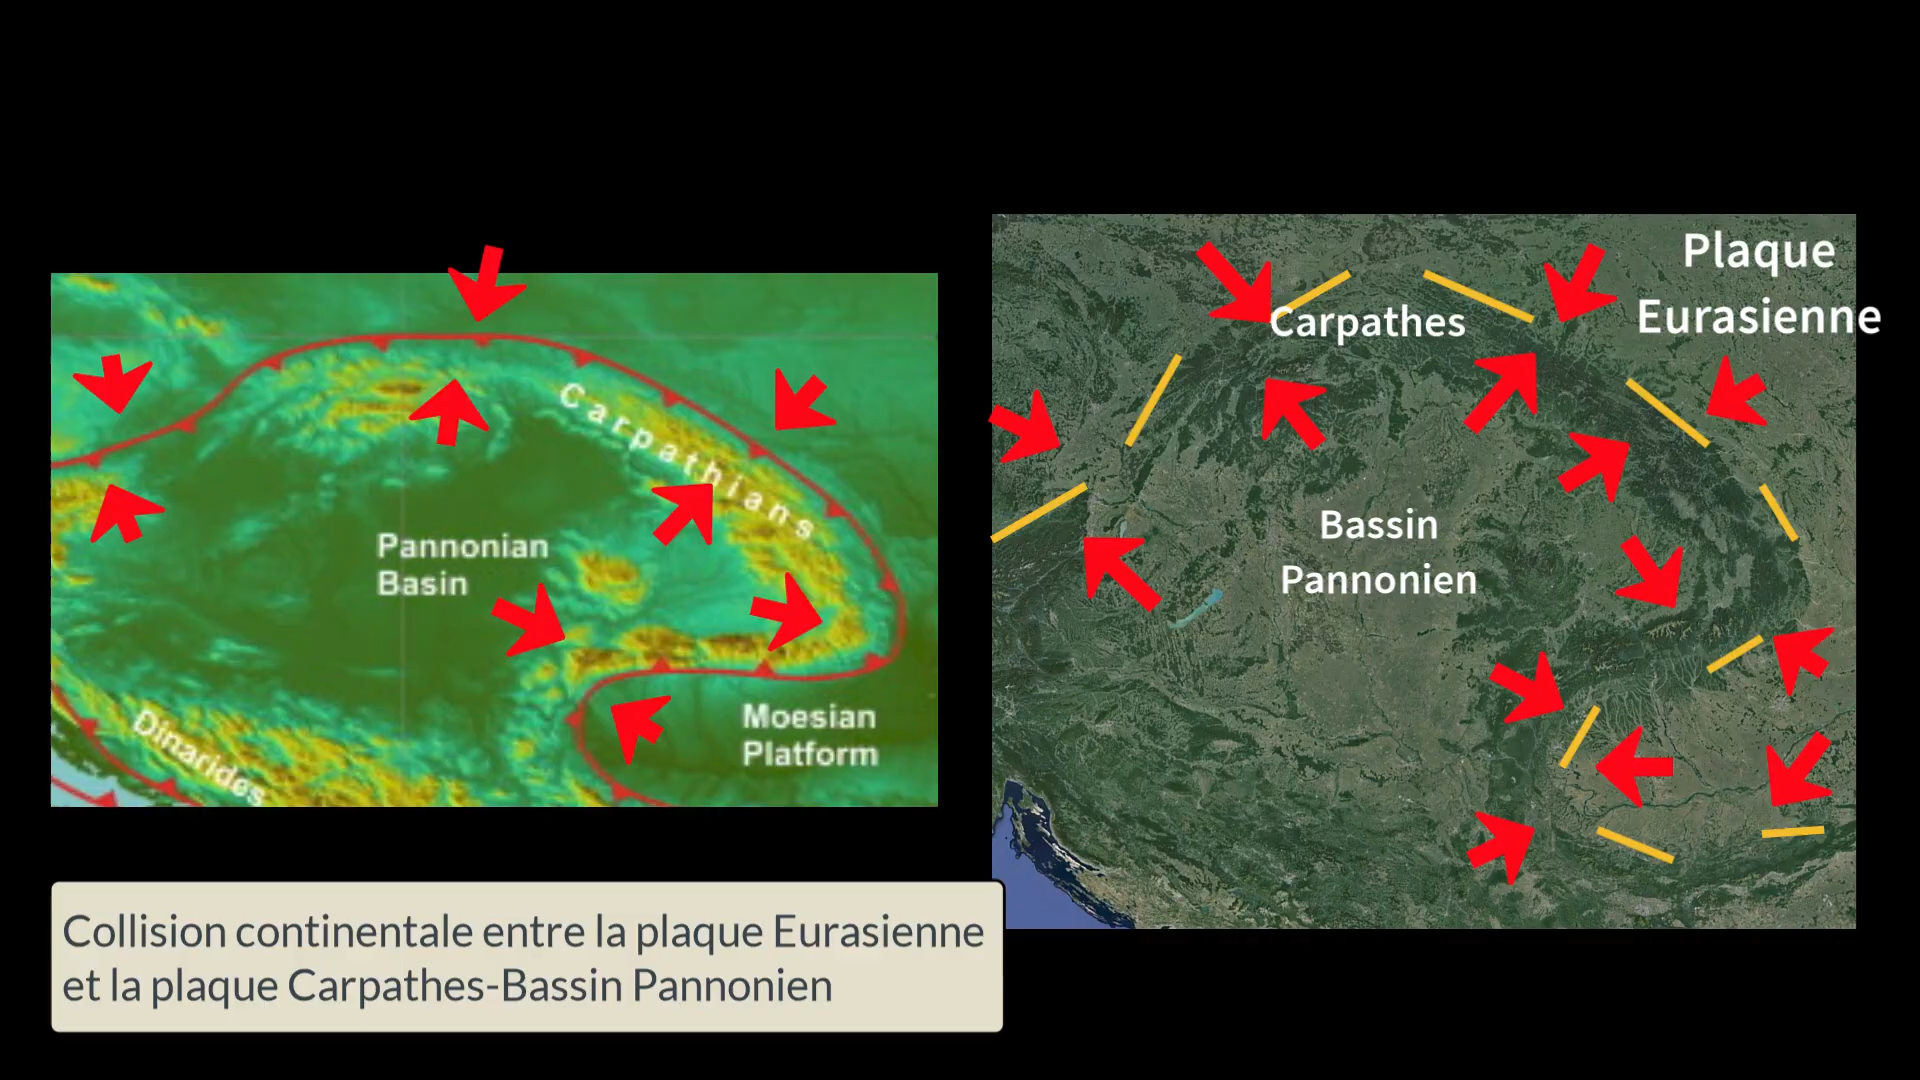 Carpathians
Pannonian
Basin
Moesian
Platform
Dinarides
Plaque
Eurasienne
Carpathes
Bassin
Pannonien
Collision continentale entre la plaque Eurasienne
et la plaque Carpathes-Bassin Pannonien